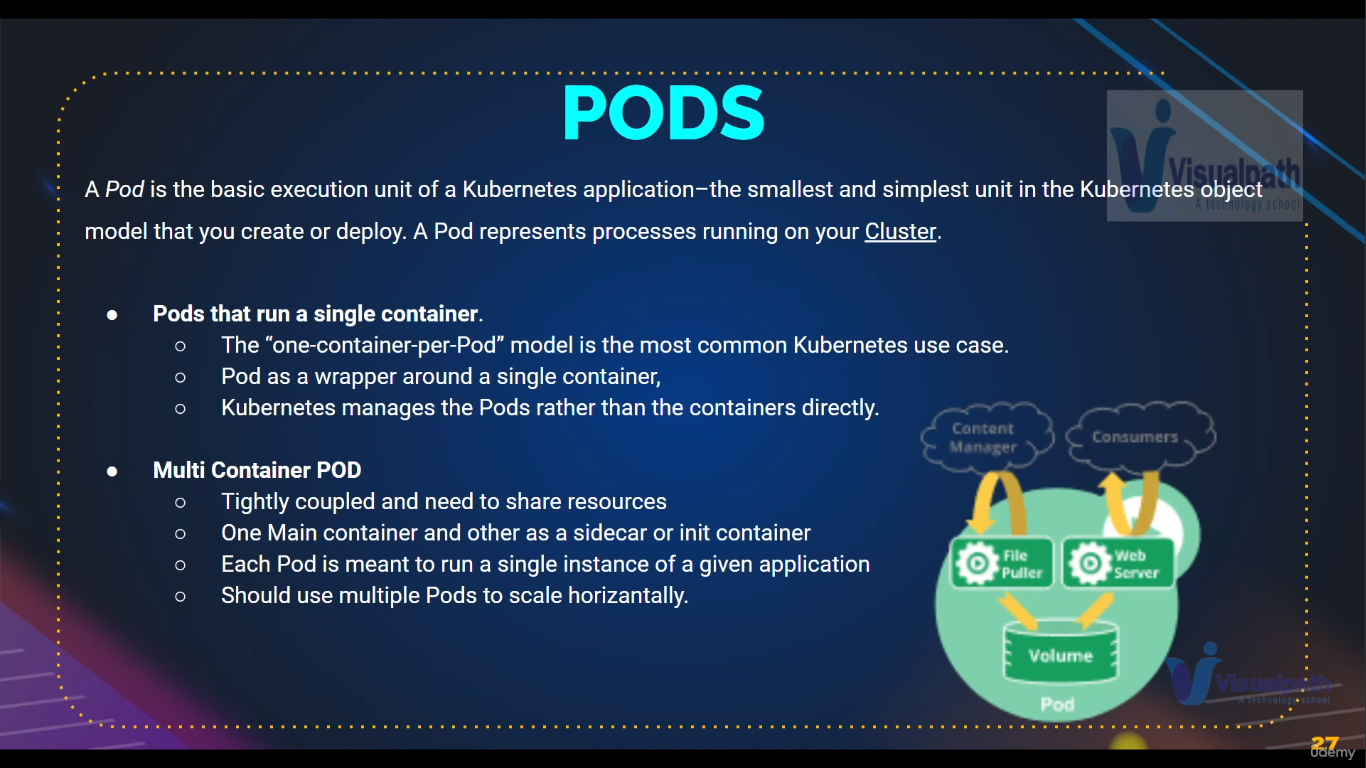 PODS
Visualpath
A technology school
A Pod is the basic execution unit of a Kubernetes application–the smallest and simplest unit in the Kubernetes object
model that you create or deploy. A Pod represents processes running on your Cluster.
● Pods that run a single container.
○ The “one-container-per-Pod” model is the most common Kubernetes use case.
○ Pod as a wrapper around a single container,
○ Kubernetes manages the Pods rather than the containers directly.
● Multi Container POD
○ Tightly coupled and need to share resources
○ One Main container and other as a sidecar or init container
○ Each Pod is meant to run a single instance of a given application
○ Should use multiple Pods to scale horizantally.
Content
Manager
Consumers
File
Puller
Web
Server
Volume
Pod
Visualpath
A technology school
27
udemy